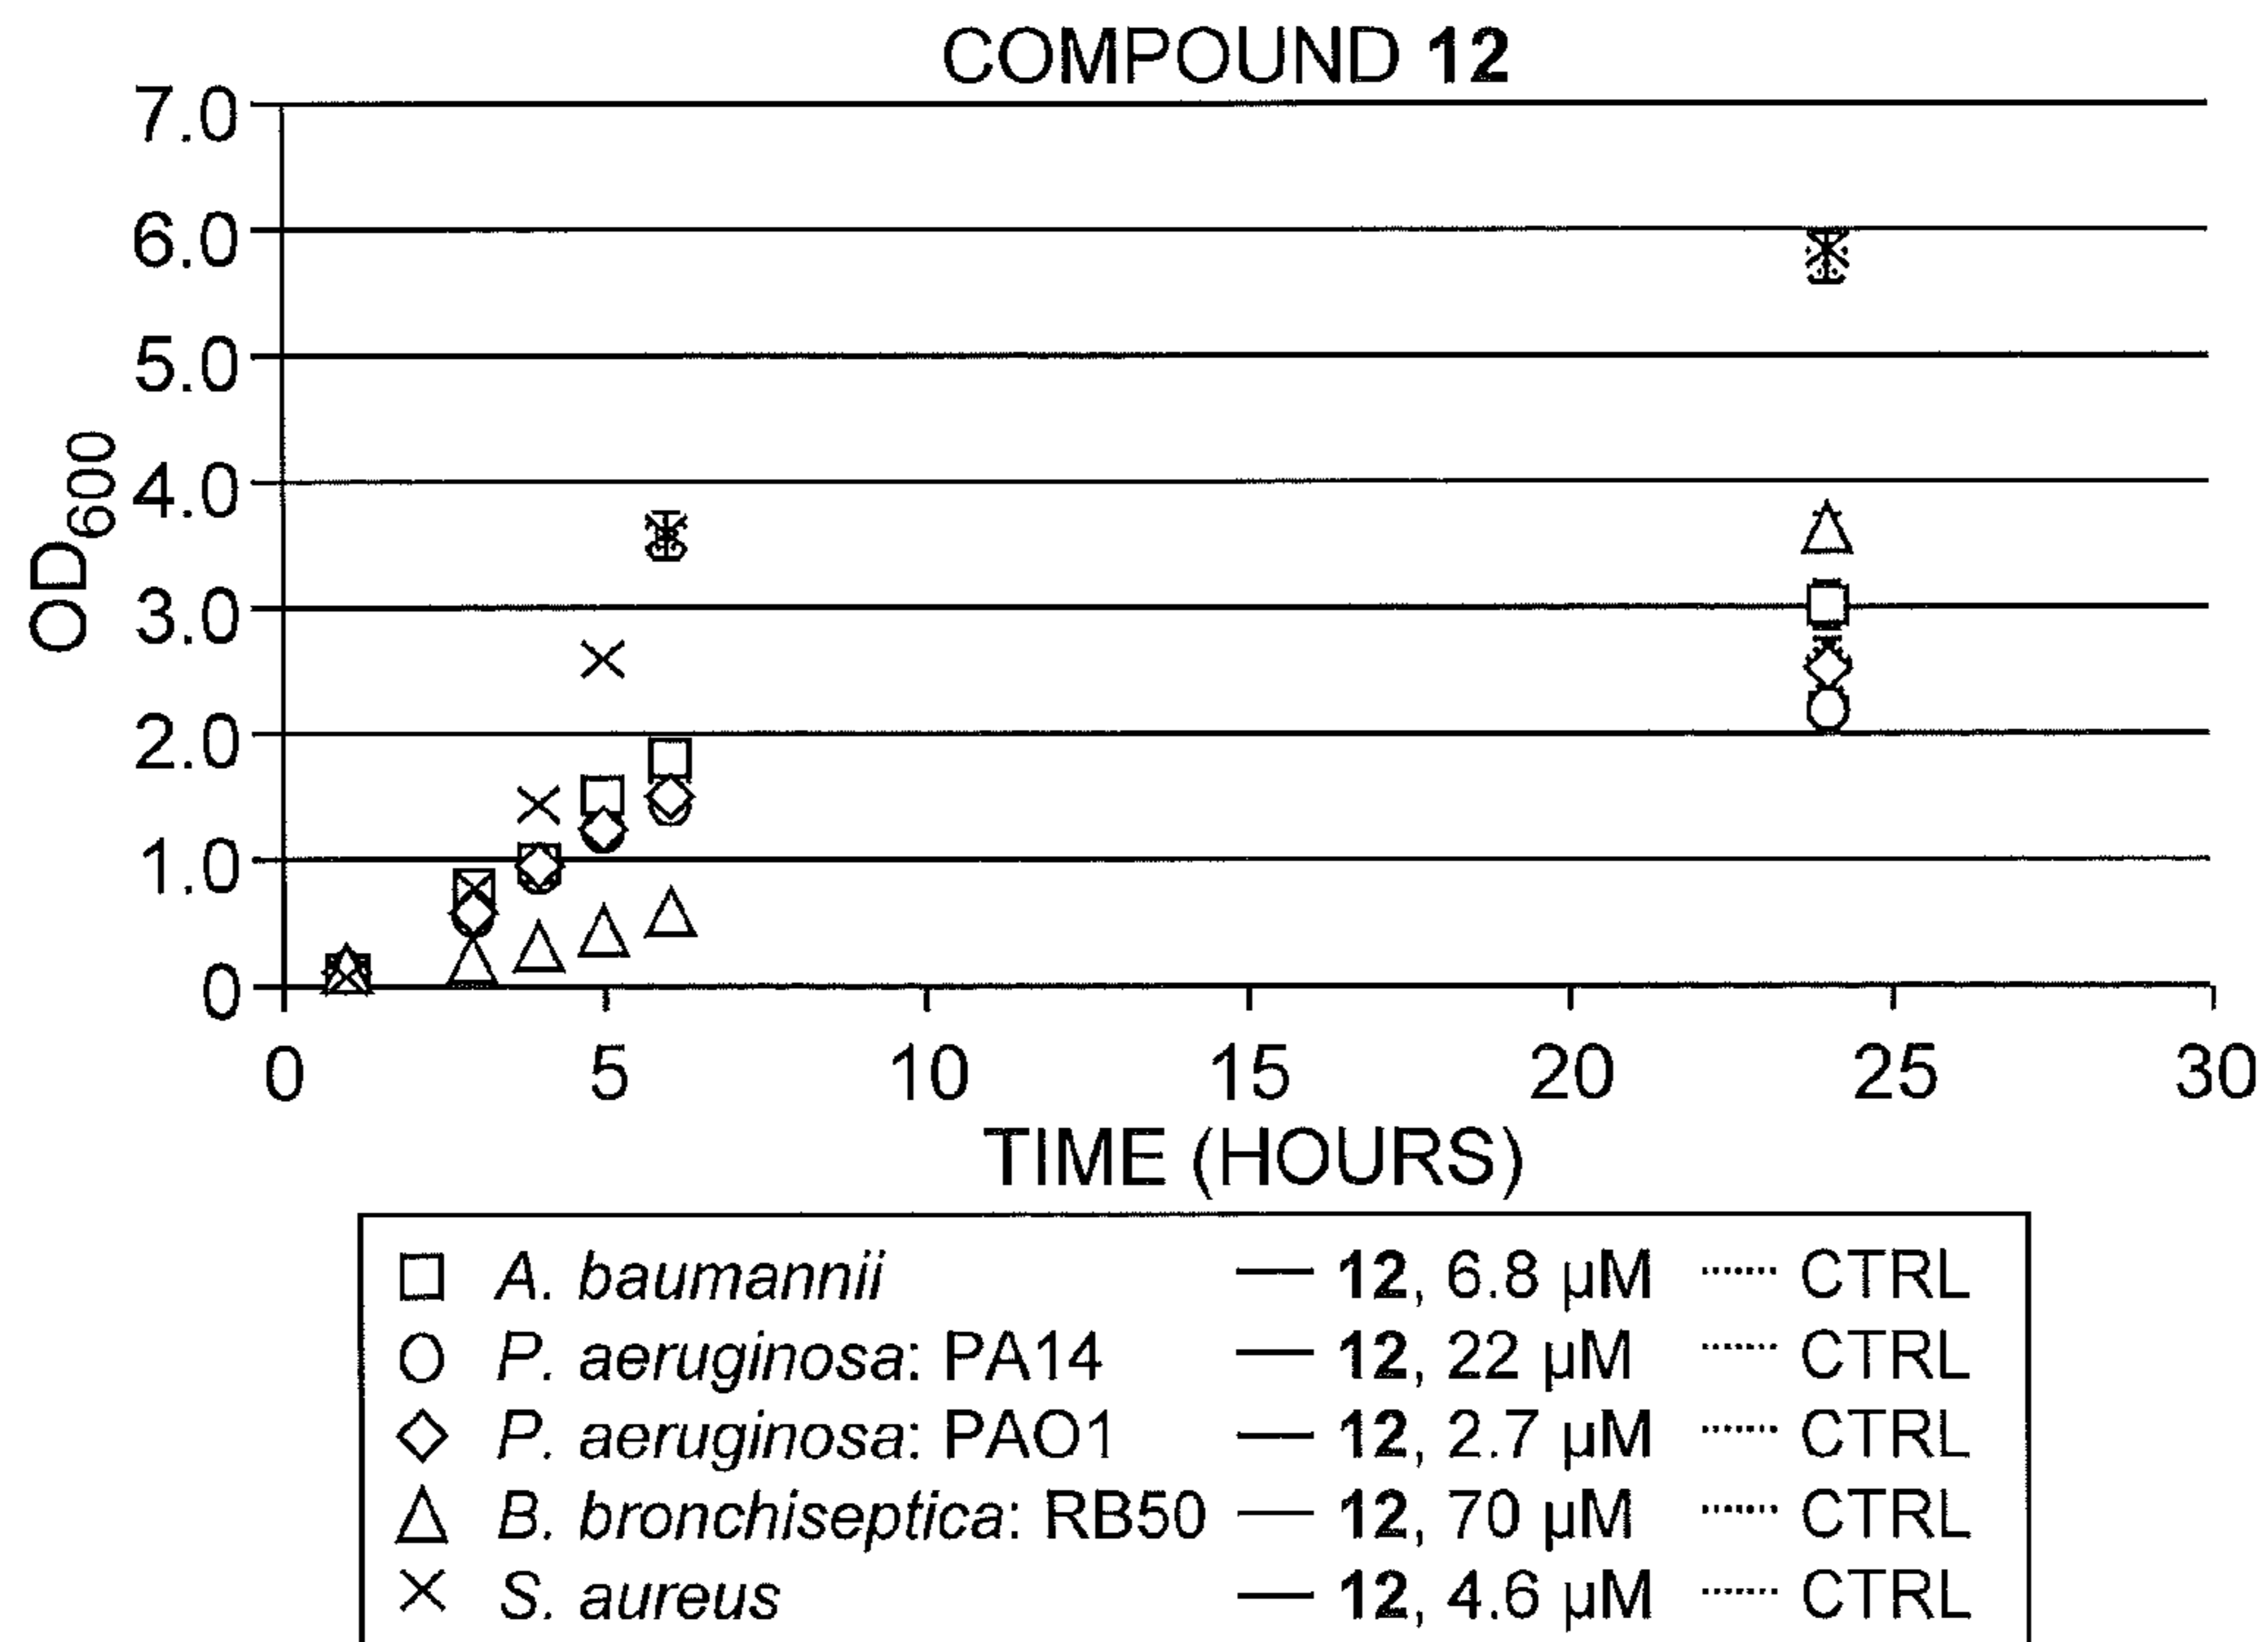 COMPOUND 12
7.0
6.0
5.0
4.0
3.0
2.0
1.0
0
OD600
0 5 10 15 20 25 30
TIME (HOURS)
A. baumannii 12, 6.8 µM CTRL
P. aeruginosa: PA14 12, 22 µM CTRL
P. aeruginosa: PAO1 12, 2.7 µM CTRL
B. bronchiseptica: RB50 12, 70 µM CTRL
S. aureus 12, 4.6 µM CTRL